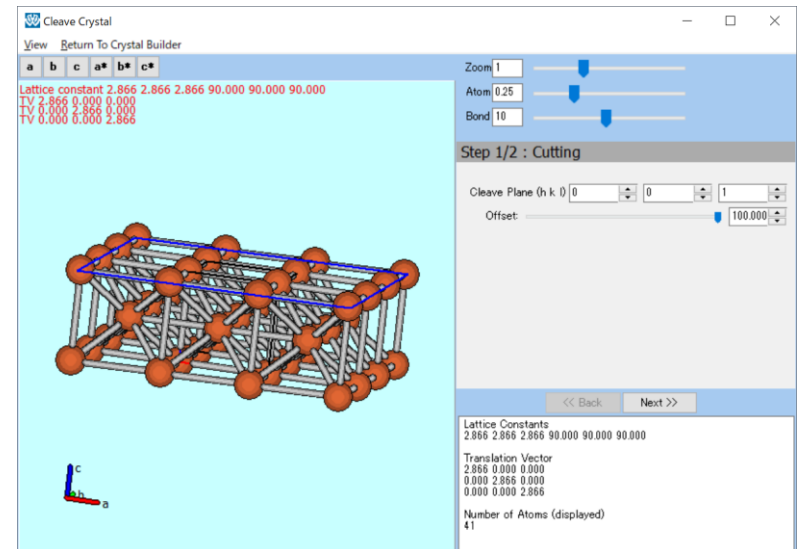 Cleave Crystal
View Return To Crystal Builder
a b c a* b* c*
Lattice constant 2.866 2.866 2.866 90.000 90.000 90.000
TV 2.866 0.000 0.000
TV 0.000 2.866 0.000
TV 0.000 0.000 2.866
c
b
a
Zoom 1
Atom 0.25
Bond 10
Step 1/2 : Cutting
Cleave Plane (h k l) 0 0 1
Offset: 100.000
<< Back Next >>
Lattice Constants
2.866 2.866 2.866 90.000 90.000 90.000
Translation Vector
2.866 0.000 0.000
0.000 2.866 0.000
0.000 0.000 2.866
Number of Atoms (displayed)
41